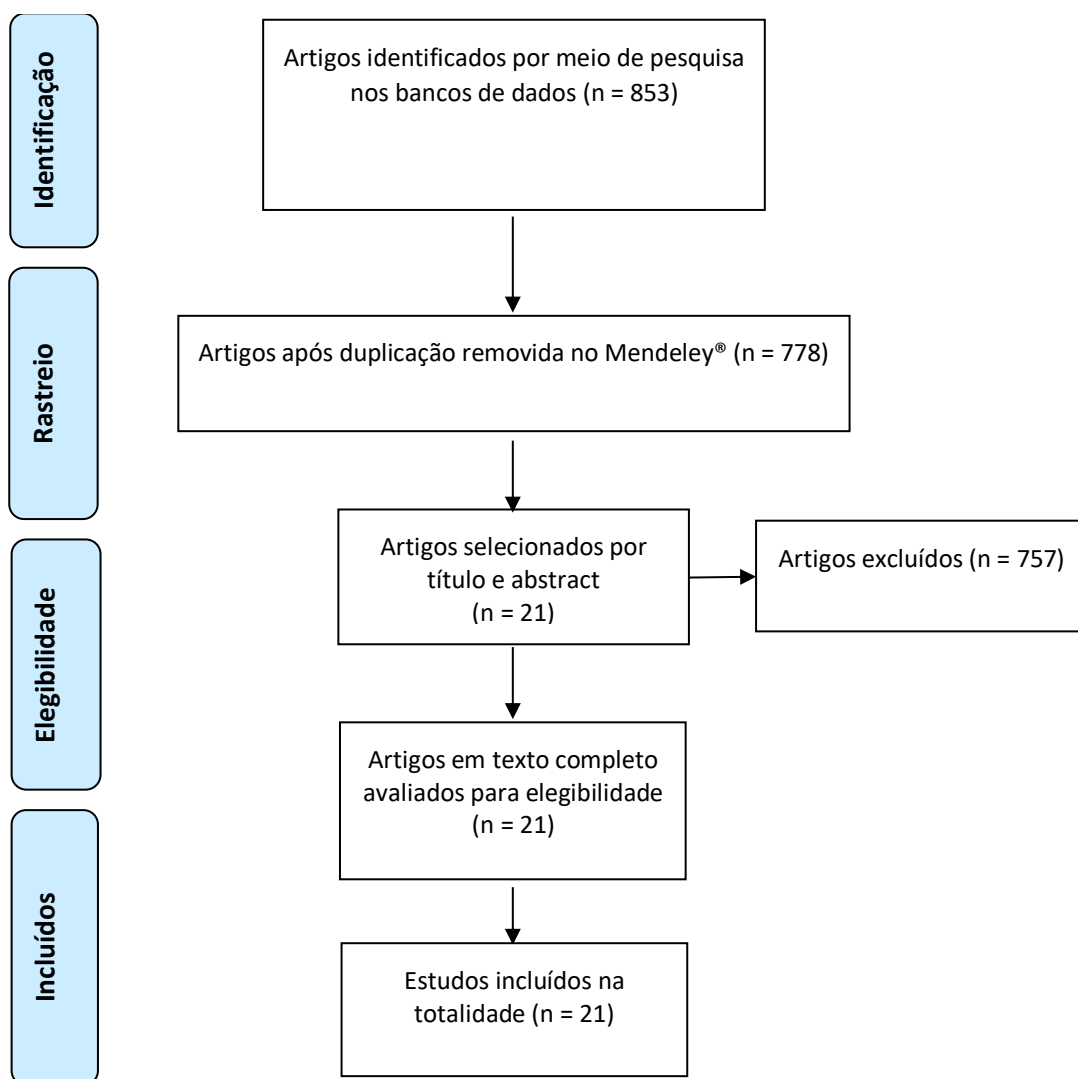 Identificação
Artigos identificados por meio de pesquisa
nos bancos de dados (n = 853)
Rastreio
Artigos após duplicação removida no Mendeley® (n = 778)
Artigos selecionados por
título e abstract
(n = 21)
Artigos excluídos (n = 757)
Elegibilidade
Artigos em texto completo
avaliados para elegibilidade
(n = 21)
Incluídos
Estudos incluídos na
totalidade (n = 21)